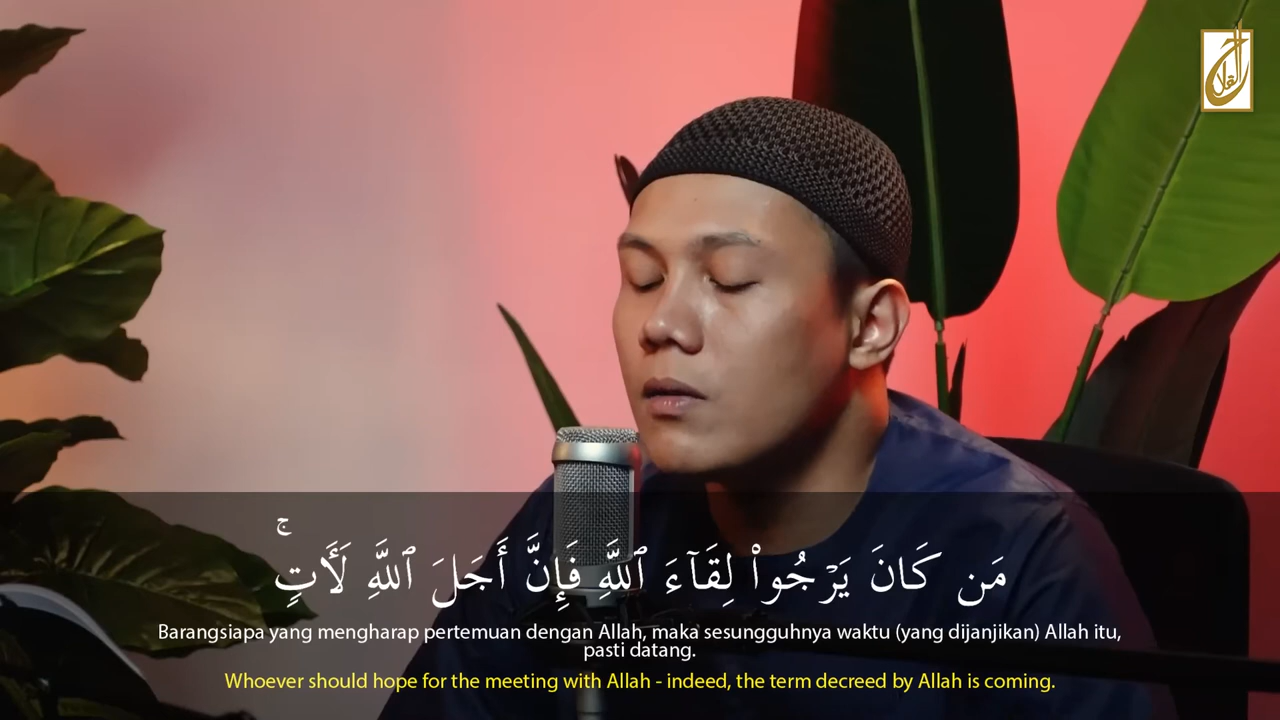 مَن كَانَ يَرْجُوا۟ لِقَآءَ ٱللَّهِ فَإِنَّ أَجَلَ ٱللَّهِ لَـَٔاتٍ ۚ
Barangsiapa yang mengharap pertemuan dengan Allah, maka sesungguhnya waktu (yang dijanjikan) Allah itu,
pasti datang.
Whoever should hope for the meeting with Allah - indeed, the term decreed by Allah is coming.